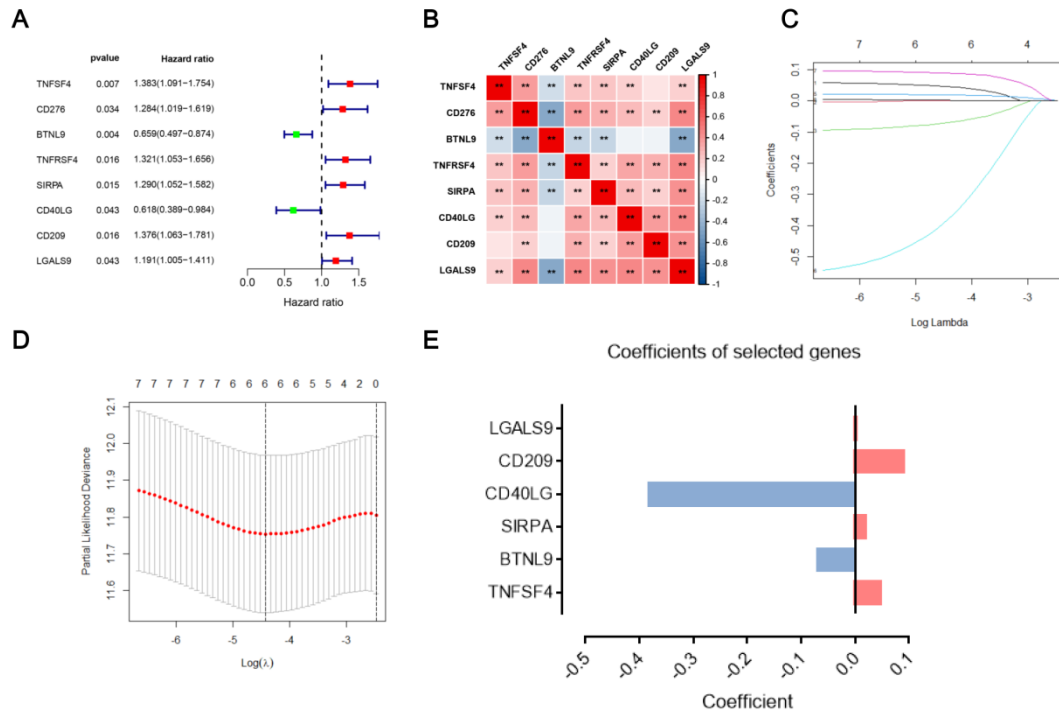 A
pvalue Hazard ratio
TNFSF4 0.007 1.383(1.091−1.754)
CD276 0.034 1.284(1.019−1.619)
BTNL9 0.004 0.659(0.497−0.874)
TNFRSF4 0.016 1.321(1.053−1.656)
SIRPA 0.015 1.290(1.052−1.582)
CD40LG 0.043 0.618(0.389−0.984)
CD209 0.016 1.376(1.063−1.781)
LGALS9 0.043 1.191(1.005−1.411)
0.0 0.5 1.0 1.5
Hazard ratio
B
TNFSF4 CD276 BTNL9 TNFRSF4 SIRPA CD40LG CD209 LGALS9
TNFSF4 ** ** ** ** ** ** **
CD276 ** ** ** ** ** ** ** **
BTNL9 ** ** ** ** ** **
TNFRSF4 ** ** ** ** ** ** ** **
SIRPA ** ** ** ** ** ** ** **
CD40LG ** ** ** ** ** ** **
CD209 ** ** ** ** ** **
LGALS9 ** ** ** ** ** ** ** **
1
0.8
0.6
0.4
0.2
0
-0.2
-0.4
-0.6
-0.8
-1
C
7 7 6 4
0.1
0.0
-0.1
-0.2
-0.3
-0.4
-0.5
Coefficients
-6 -5 -4 -3
Log Lambda
D
7 7 7 7 7 7 6 6 6 6 6 5 5 4 2 0
12.1
12.0
11.9
11.8
11.7
11.6
Partial Likelihood Deviance
-6 -5 -4 -3
Log(λ)
E
Coefficients of selected genes
LGALS9
CD209
CD40LG
SIRPA
BTNL9
TNFSF4
-0.5 -0.4 -0.3 -0.2 -0.1 0.0 0.1
Coefficient